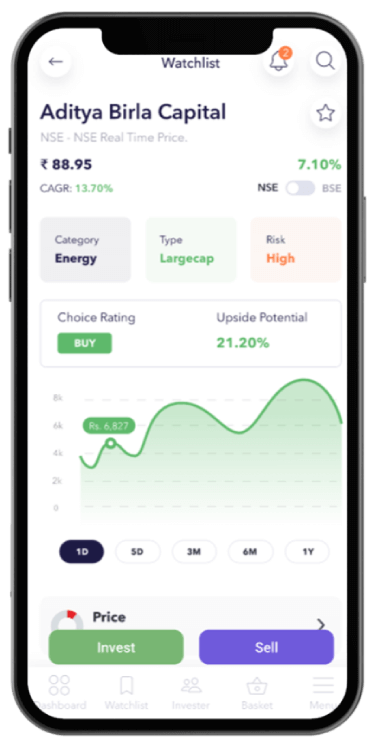 ← Watchlist 2
Aditya Birla Capital
NSE - NSE Real Time Price.
₹ 88.95 7.10%
CAGR: 13.70% NSE BSE
Category Type Risk
Energy Largecap High
Choice Rating Upside Potential
BUY 21.20%
8k
6k Rs. 6,827
4k
2k
0
1D 5D 3M 6M 1Y
Price
Invest Sell
Dashboard Watchlist Invester Basket Menu